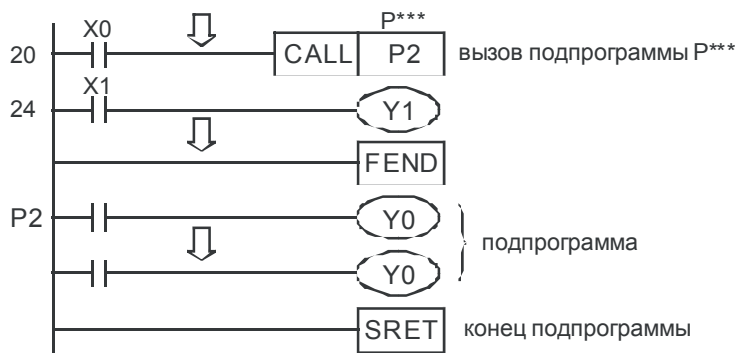 P***
X0
20 CALL P2 вызов подпрограммы P***
X1
24 Y1
FEND
P2 Y0
подпрограмма
Y0
SRET конец подпрограммы